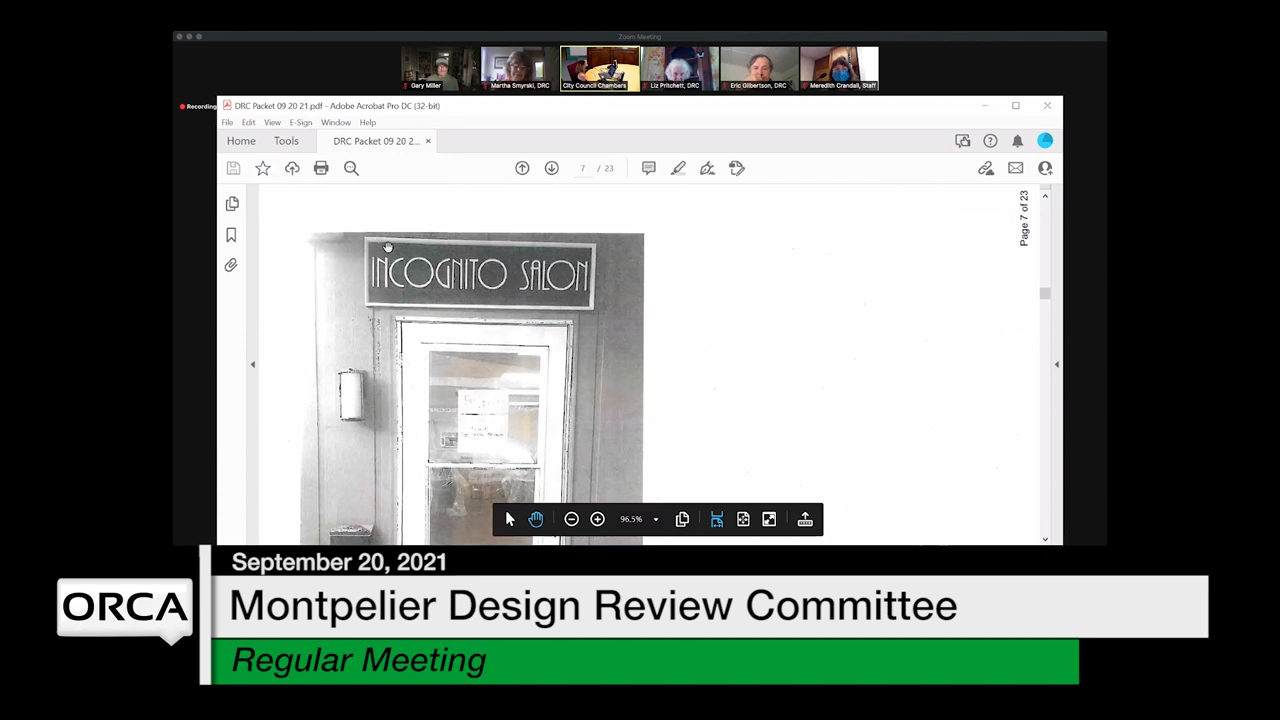 Zoom Meeting
Gary Miller
Martha Smyrski, DRC
City Council Chambers
Liz Pritchett, DRC
Eric Gilbertson, DRC
Meredith Crandall, Staff
Recording
DRC Packet 09 20 21.pdf - Adobe Acrobat Pro DC (32-bit)
File Edit View E-Sign Window Help
Home Tools DRC Packet 09 20 2... ×
7 / 23
Page 7 of 23
INCOGNITO SALON
96.5%
September 20, 2021
ORCA
Montpelier Design Review Committee
Regular Meeting